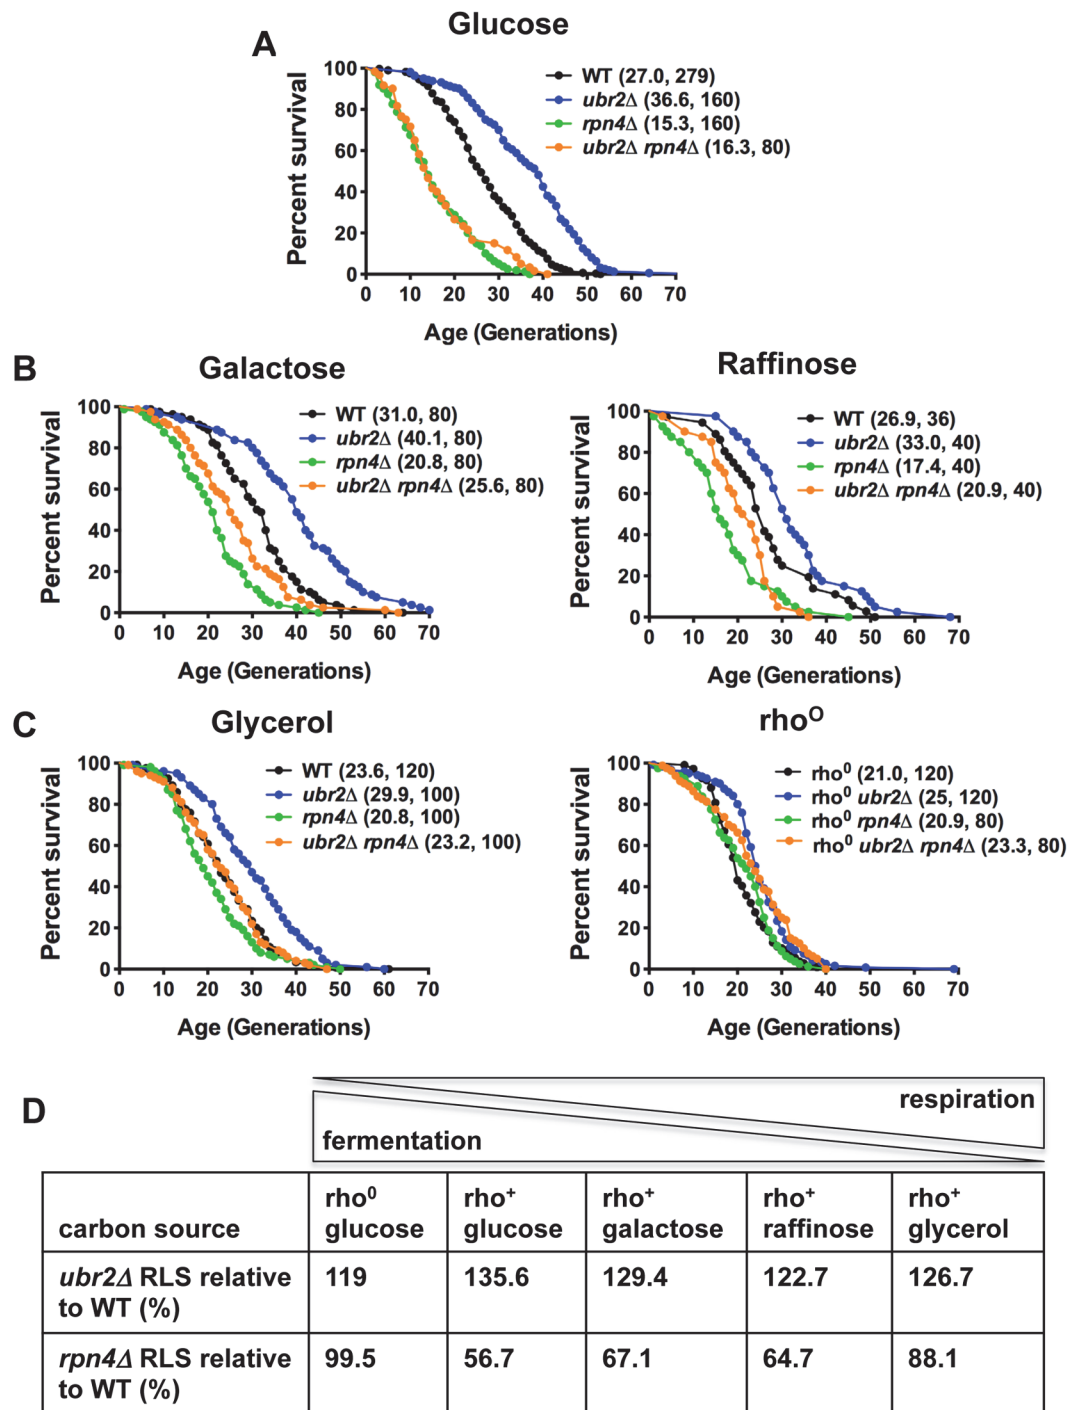 A
Glucose
Percent survival
100
80
60
40
20
0
0 10 20 30 40 50 60 70
Age (Generations)
WT (27.0, 279)
ubr2Δ (36.6, 160)
rpn4Δ (15.3, 160)
ubr2Δ rpn4Δ (16.3, 80)
B
Galactose
Percent survival
100
80
60
40
20
0
0 10 20 30 40 50 60 70
Age (Generations)
WT (31.0, 80)
ubr2Δ (40.1, 80)
rpn4Δ (20.8, 80)
ubr2Δ rpn4Δ (25.6, 80)
Raffinose
Percent survival
100
80
60
40
20
0
0 10 20 30 40 50 60 70
Age (Generations)
WT (26.9, 36)
ubr2Δ (33.0, 40)
rpn4Δ (17.4, 40)
ubr2Δ rpn4Δ (20.9, 40)
C
Glycerol
Percent survival
100
80
60
40
20
0
0 10 20 30 40 50 60 70
Age (Generations)
WT (23.6, 120)
ubr2Δ (29.9, 100)
rpn4Δ (20.8, 100)
ubr2Δ rpn4Δ (23.2, 100)
rho^O
Percent survival
100
80
60
40
20
0
0 10 20 30 40 50 60 70
Age (Generations)
rho⁰ (21.0, 120)
rho⁰ ubr2Δ (25, 120)
rho⁰ rpn4Δ (20.9, 80)
rho⁰ ubr2Δ rpn4Δ (23.3, 80)
D
respiration
fermentation
carbon source
rho⁰
glucose
rho⁺
glucose
rho⁺
galactose
rho⁺
raffinose
rho⁺
glycerol
ubr2Δ RLS relative
to WT (%)
119 135.6 129.4 122.7 126.7
rpn4Δ RLS relative
to WT (%)
99.5 56.7 67.1 64.7 88.1